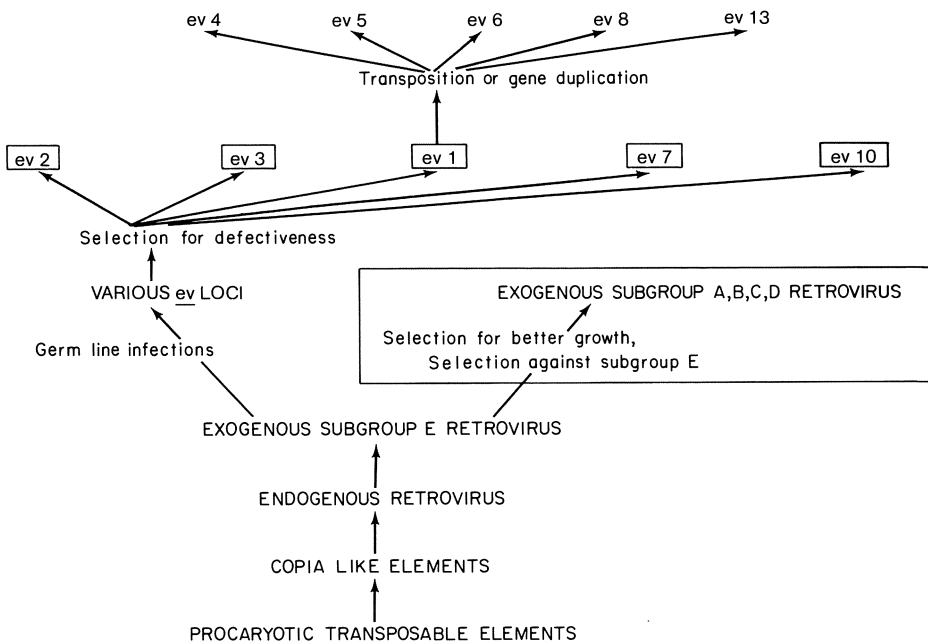 ev 4 ev 5 ev 6 ev 8 ev 13
Transposition or gene duplication
ev 2 ev 3 ev 1 ev 7 ev 10
Selection for defectiveness
VARIOUS ev LOCI
EXOGENOUS SUBGROUP A,B,C,D RETROVIRUS
Selection for better growth,
Selection against subgroup E
Germ line infections
EXOGENOUS SUBGROUP E RETROVIRUS
ENDOGENOUS RETROVIRUS
COPIA LIKE ELEMENTS
PROCARYOTIC TRANSPOSABLE ELEMENTS